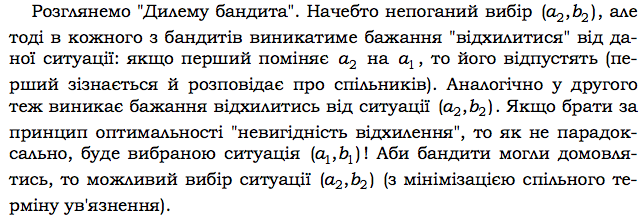 Розглянемо "Дилему бандита". Начебто непоганий вибір (a₂,b₂), але
тоді в кожного з бандитів виникатиме бажання "відхилитися" від да-
ної ситуації: якщо перший поміняє a₂ на a₁, то його відпустять (пе-
рший зізнається й розповідає про спільників). Аналогічно у другого
теж виникає бажання відхилитись від ситуації (a₂,b₂). Якщо брати за
принцип оптимальності "невигідність відхилення", то як не парадок-
сально, буде вибраною ситуація (a₁,b₁)! Аби бандити могли домовля-
тись, то можливий вибір ситуації (a₂,b₂) (з мінімізацією спільного те-
рміну ув'язнення).